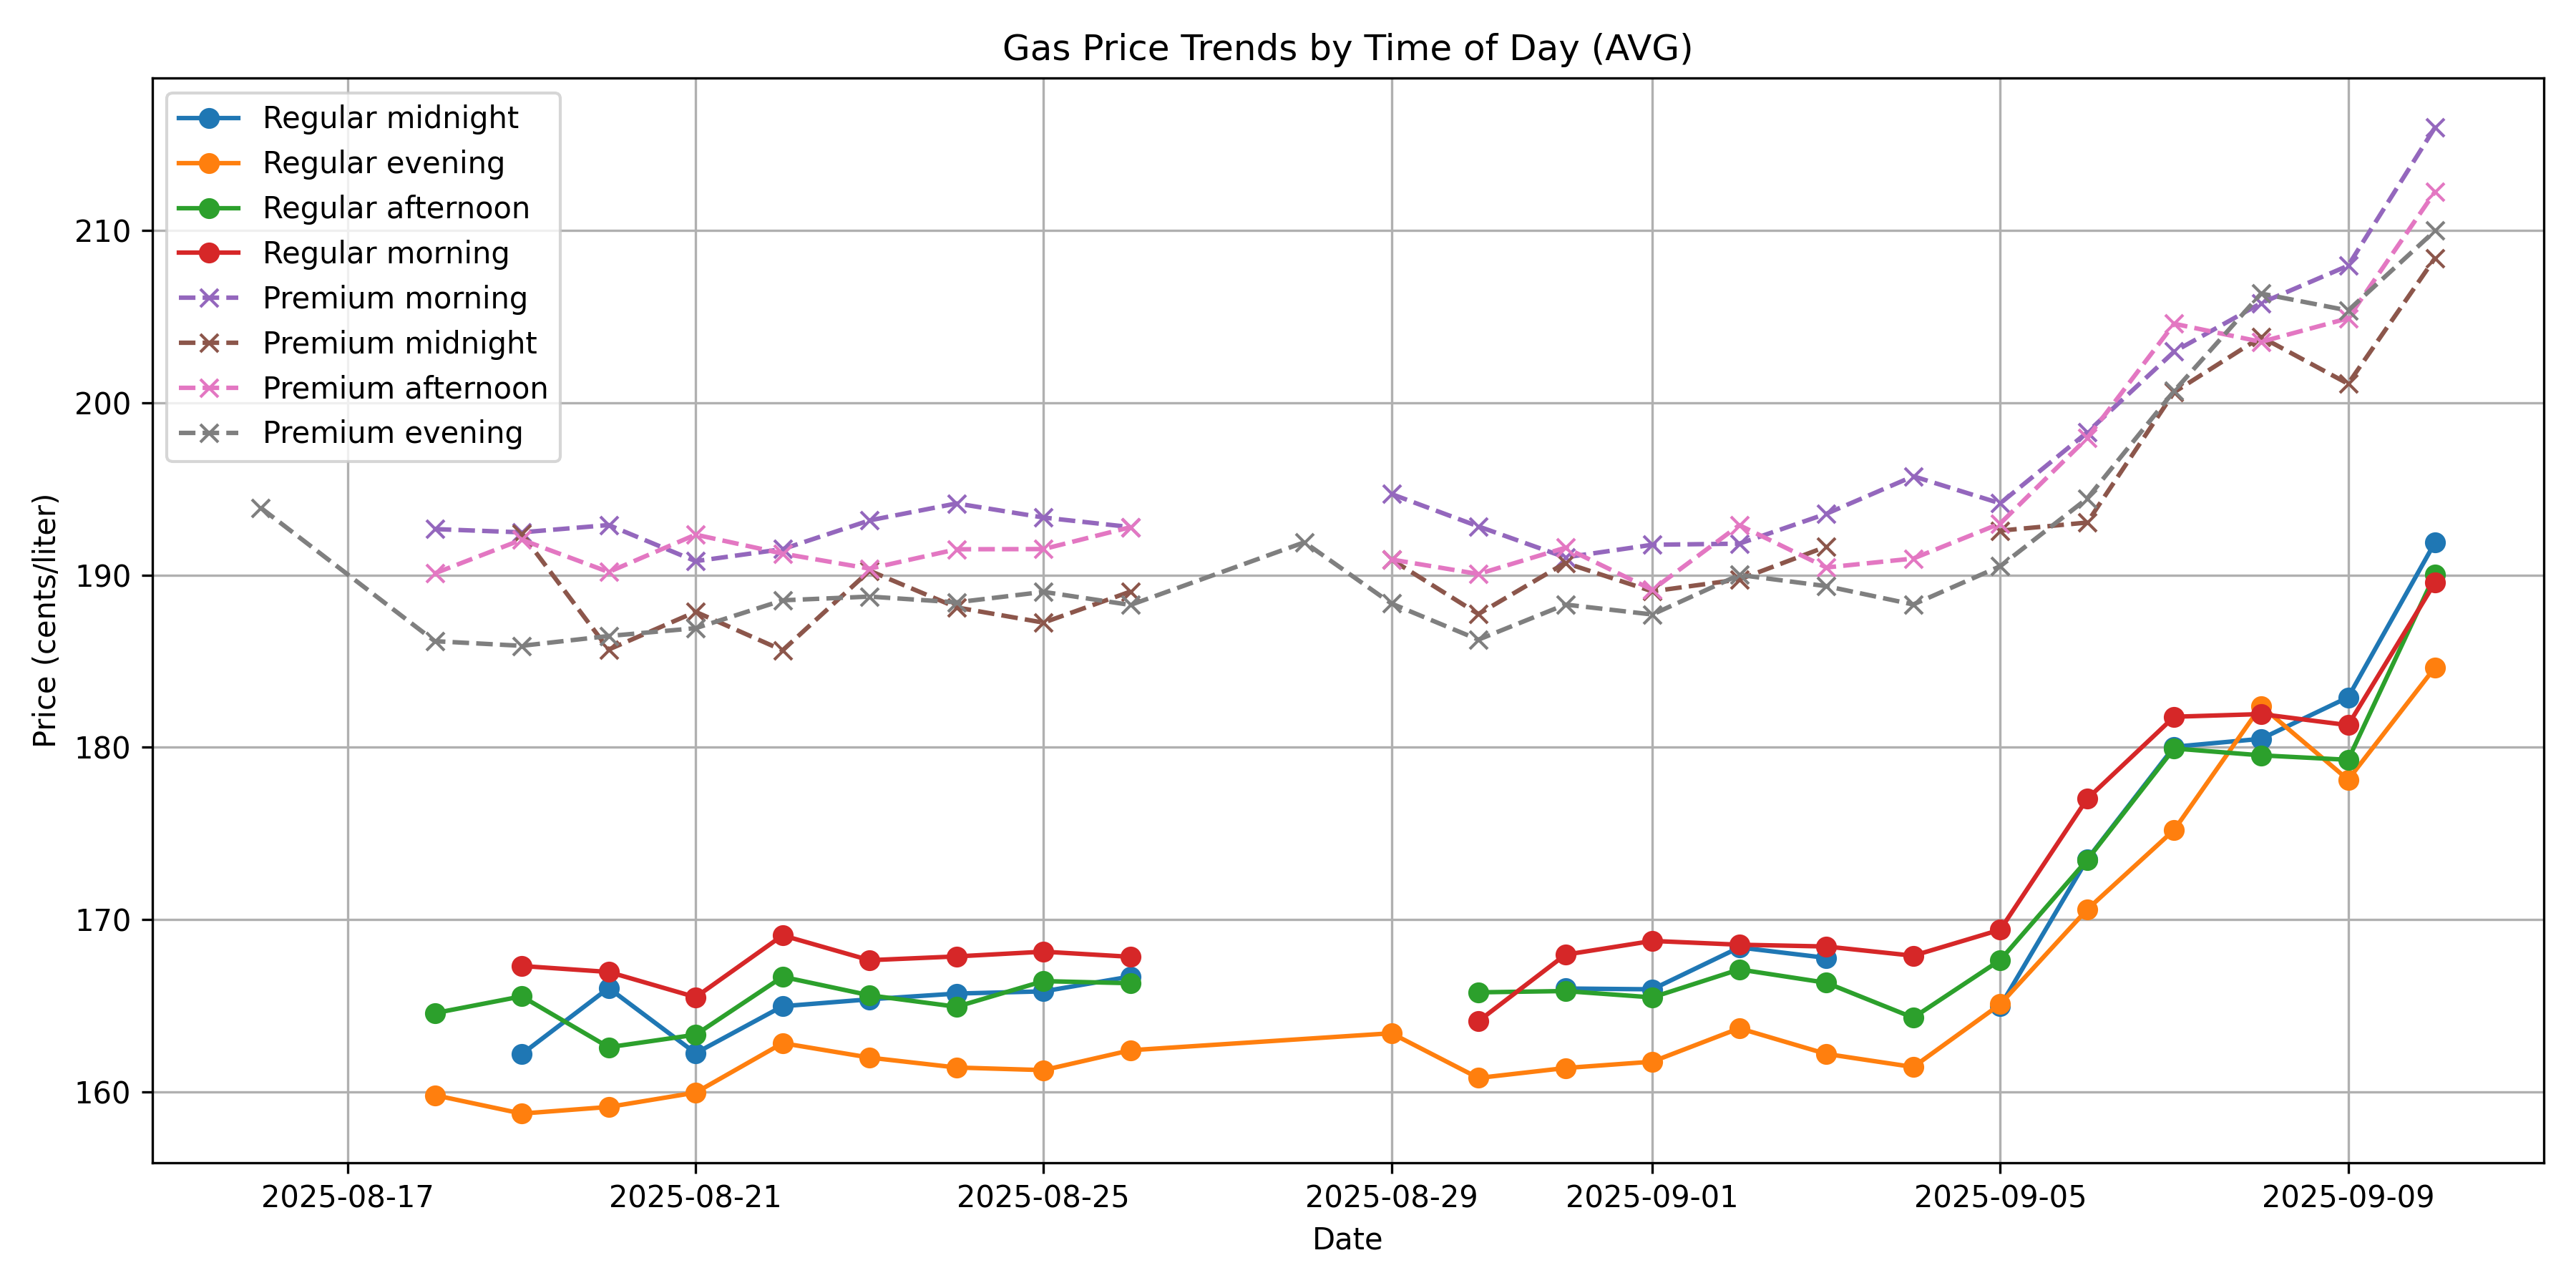 Gas Price Trends by Time of Day (AVG)
Regular midnight
Regular evening
Regular afternoon
Regular morning
Premium morning
Premium midnight
Premium afternoon
Premium evening
Price (cents/liter)
210
200
190
180
170
160
2025-08-17
2025-08-21
2025-08-25
2025-08-29
2025-09-01
2025-09-05
2025-09-09
Date